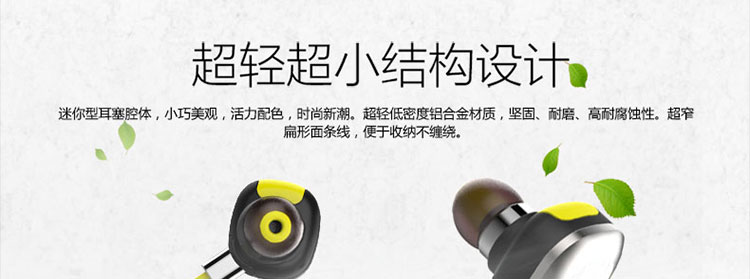 超轻超小结构设计
迷你型耳塞腔体，小巧美观，活力配色，时尚新潮。超轻低密度铝合金材质，坚固、耐磨、高耐腐蚀性。超窄
扁形面条线，便于收纳不缠绕。